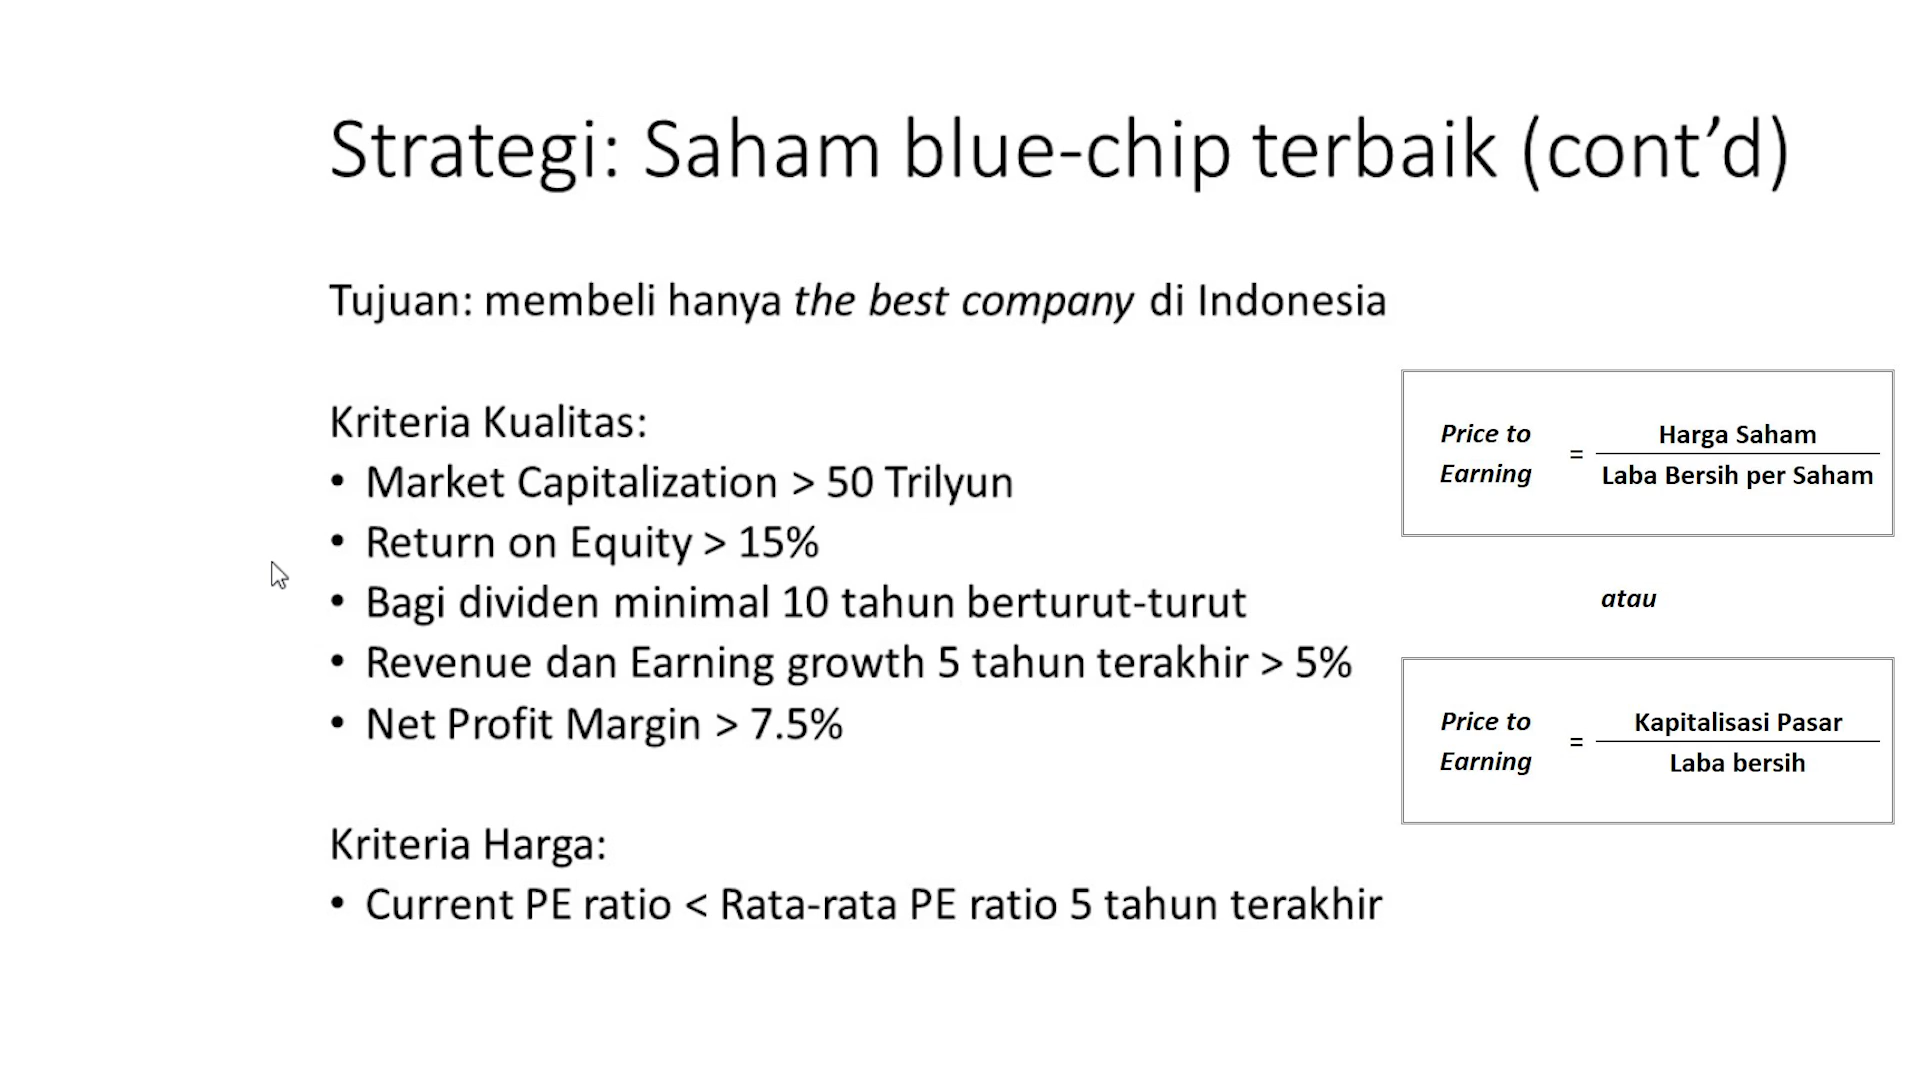 Strategi: Saham blue-chip terbaik (cont’d)
Tujuan: membeli hanya the best company di Indonesia
Kriteria Kualitas:
• Market Capitalization > 50 Trilyun
• Return on Equity > 15%
• Bagi dividen minimal 10 tahun berturut-turut
• Revenue dan Earning growth 5 tahun terakhir > 5%
• Net Profit Margin > 7.5%
Kriteria Harga:
• Current PE ratio < Rata-rata PE ratio 5 tahun terakhir
Price to
Earning
=
Harga Saham
Laba Bersih per Saham
atau
Price to
Earning
=
Kapitalisasi Pasar
Laba bersih